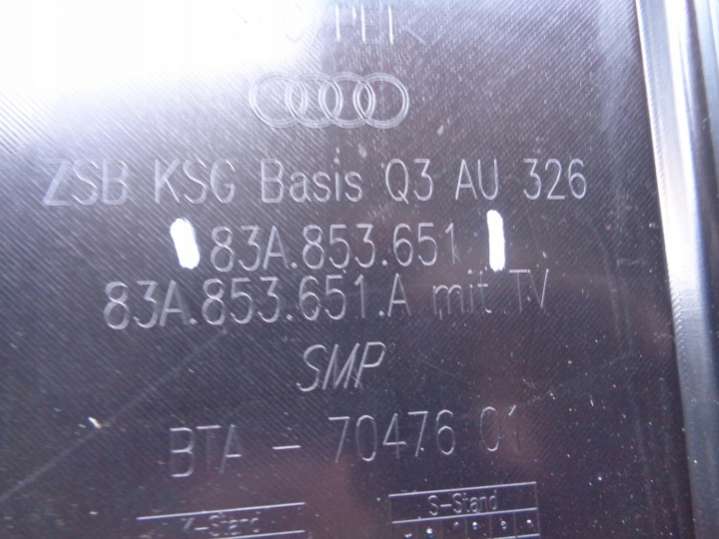 ZSB KSG Basis Q3 AU 326
83A.853.651
83A.853.651.A mit TV
SMP
BTA - 70476 01
K-Stand
S-Stand